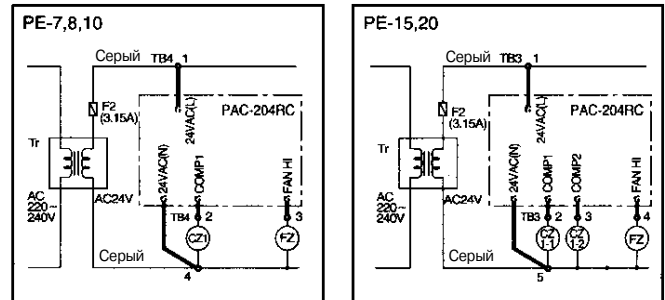 PE-7,8,10
Серый TB4 1
F2
(3.15A)
24VAC(L)
PAC-204RC
Tr
24VAC(N)
COMP1
FAN HI
AC
220~
240V
AC24V
TB4 2 3
CZ1 FZ
Серый
4
PE-15,20
Серый TB3 1
F2
(3.15A)
24VAC(L)
PAC-204RC
Tr
24VAC(N)
COMP1
COMP2
FAN HI
AC
220~
240V
AC24V
TB3 2 3 4
CZ
1-1
CZ
1-2
FZ
Серый
5